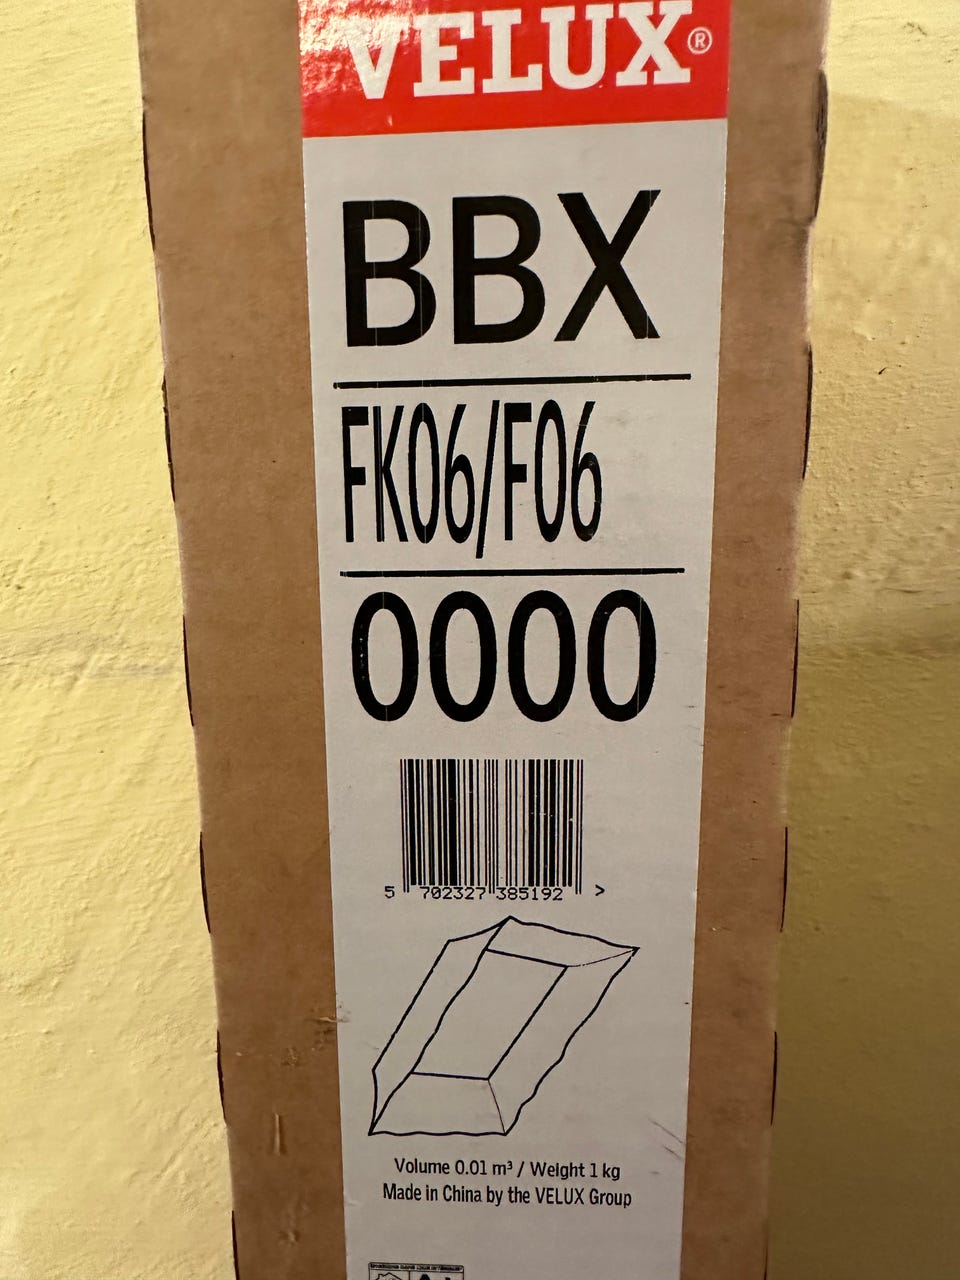 VELUX®
BBX
FK06/F06
0000
5 702327 385192 >
Volume 0.01 m³ / Weight 1 kg
Made in China by the VELUX Group